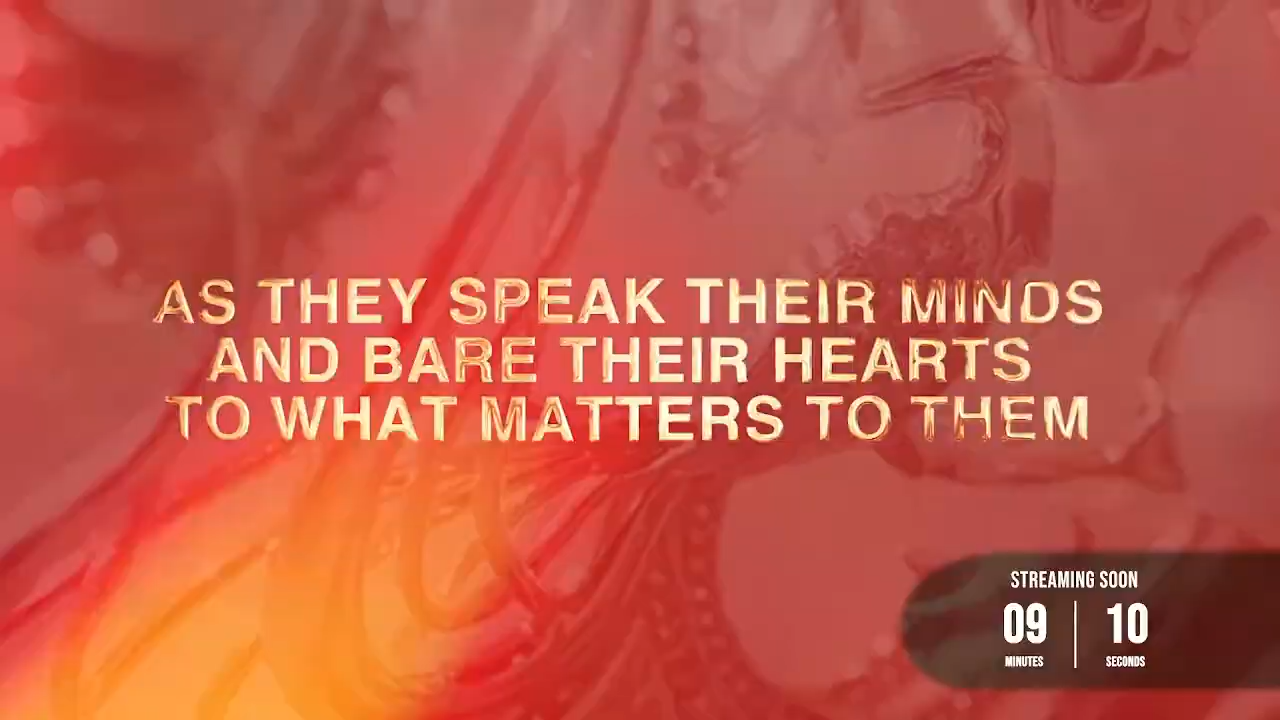 AS THEY SPEAK THEIR MINDS
AND BARE THEIR HEARTS
TO WHAT MATTERS TO THEM
STREAMING SOON
09 10
MINUTES SECONDS